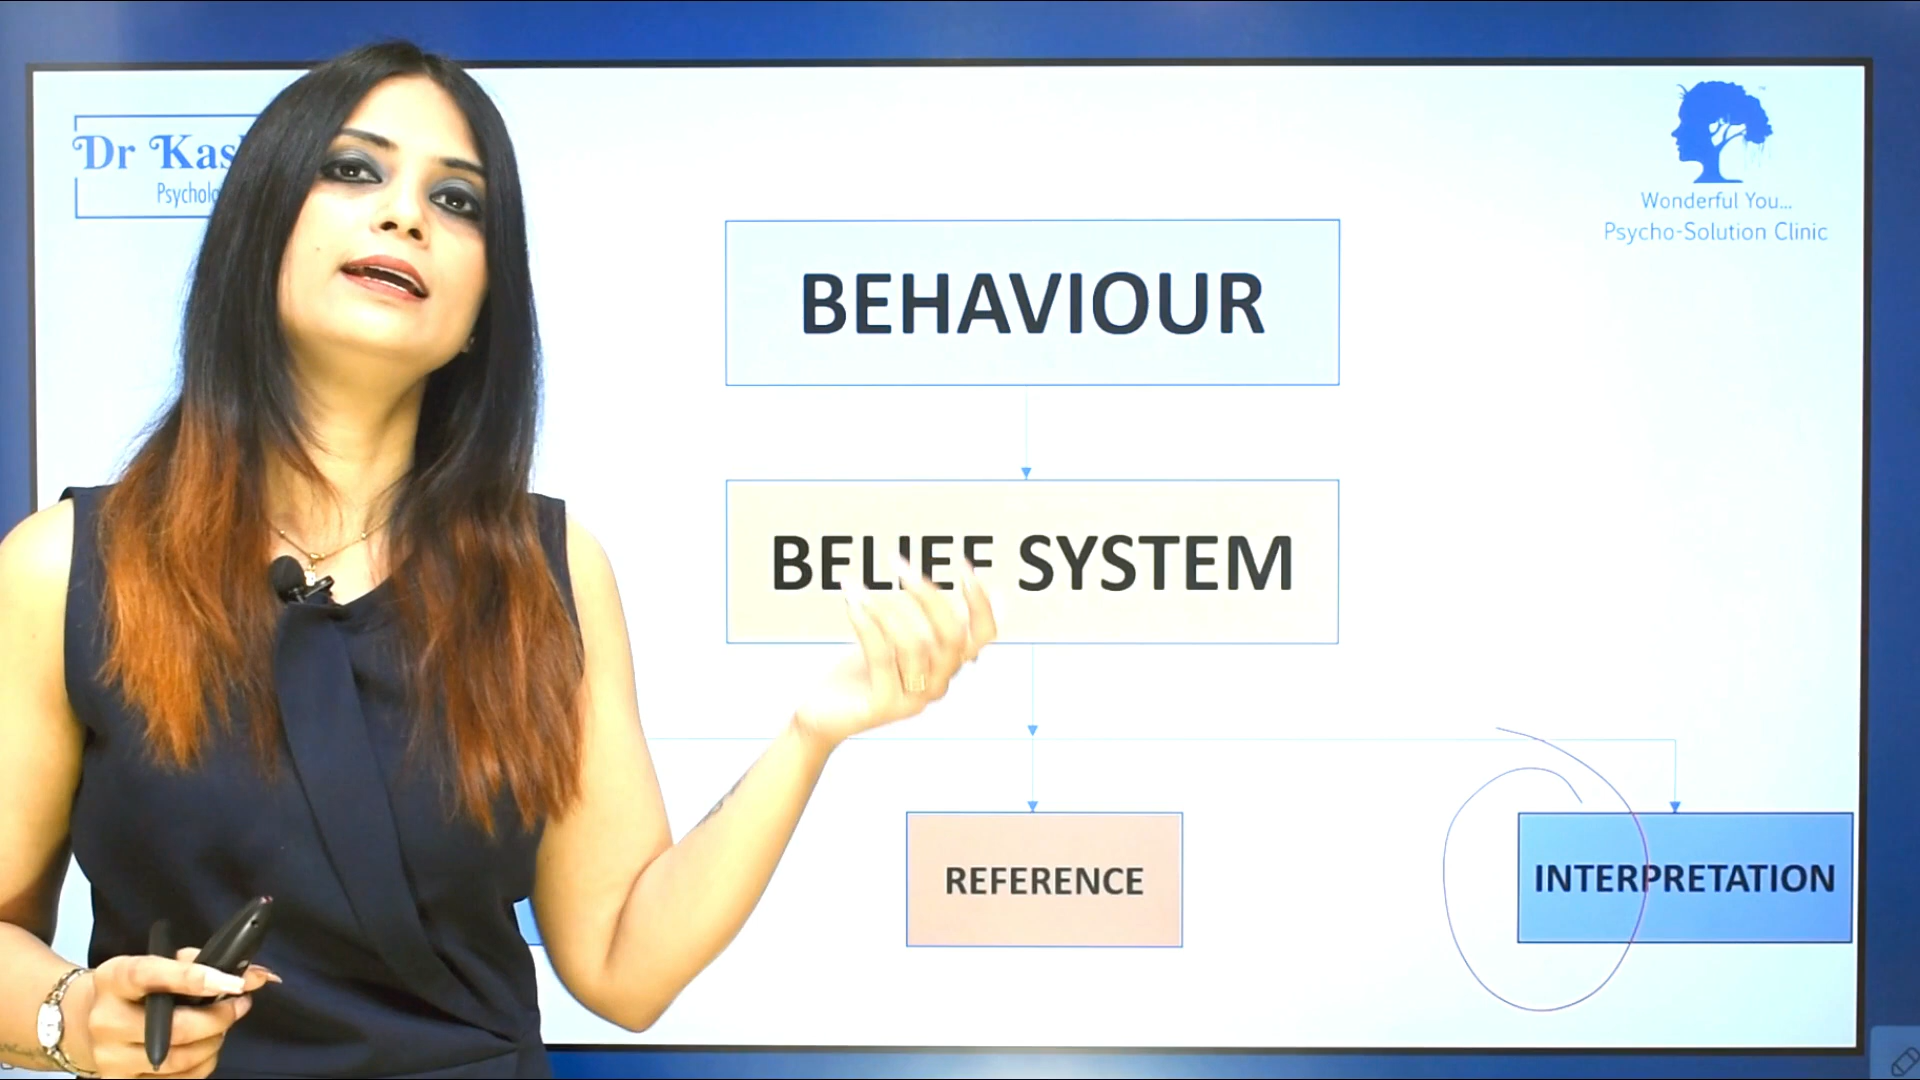 Dr Kas
Psycholo
Wonderful You...
Psycho-Solution Clinic
BEHAVIOUR
BELIEF SYSTEM
REFERENCE
INTERPRETATION